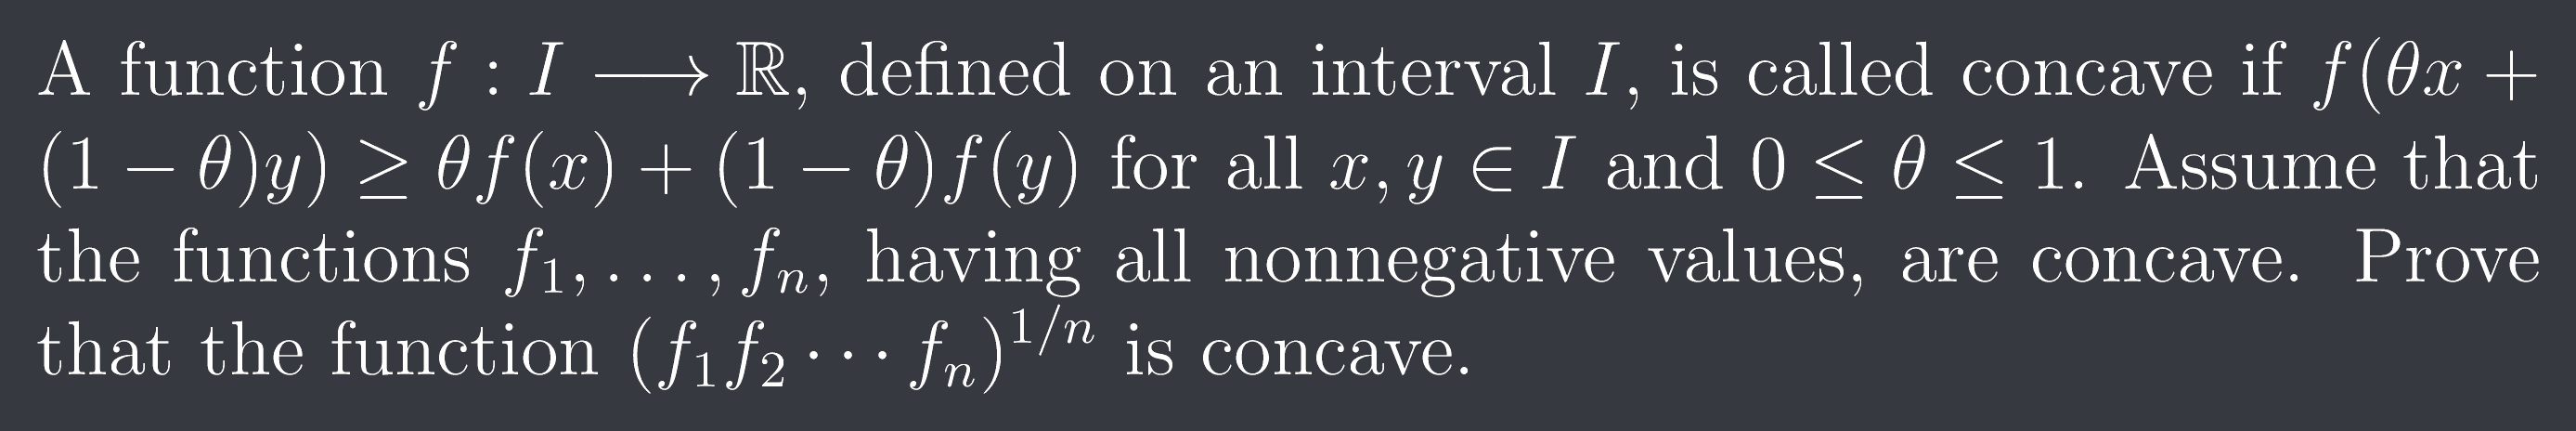 A function $f : I \longrightarrow \mathbb{R}$, defined on an interval $I$, is called concave if $f(\theta x +$
$(1 - \theta)y) \geq \theta f(x) + (1 - \theta)f(y)$ for all $x, y \in I$ and $0 \leq \theta \leq 1$. Assume that
the functions $f_1, \ldots, f_n$, having all nonnegative values, are concave. Prove
that the function $(f_1 f_2 \cdots f_n)^{1/n}$ is concave.